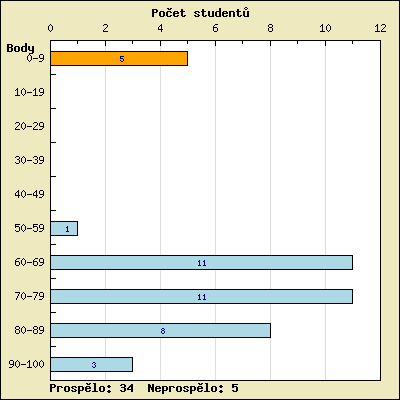 Počet studentů
0 2 4 6 8 10 12
Body
0-9 5
10-19
20-29
30-39
40-49
50-59 1
60-69 11
70-79 11
80-89 8
90-100 3
Prospělo: 34 Neprospělo: 5